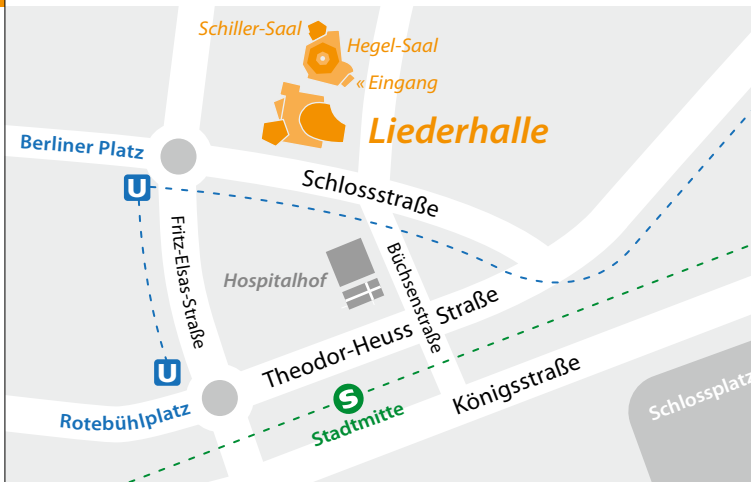 Schiller-Saal
Hegel-Saal
« Eingang
Liederhalle
Berliner Platz
U
Schlossstraße
Fritz-Elsas-Straße
Büchsenstraße
Hospitalhof
Theodor-Heuss Straße
U
Rotebühlplatz
S
Stadtmitte
Königsstraße
Schlossplatz